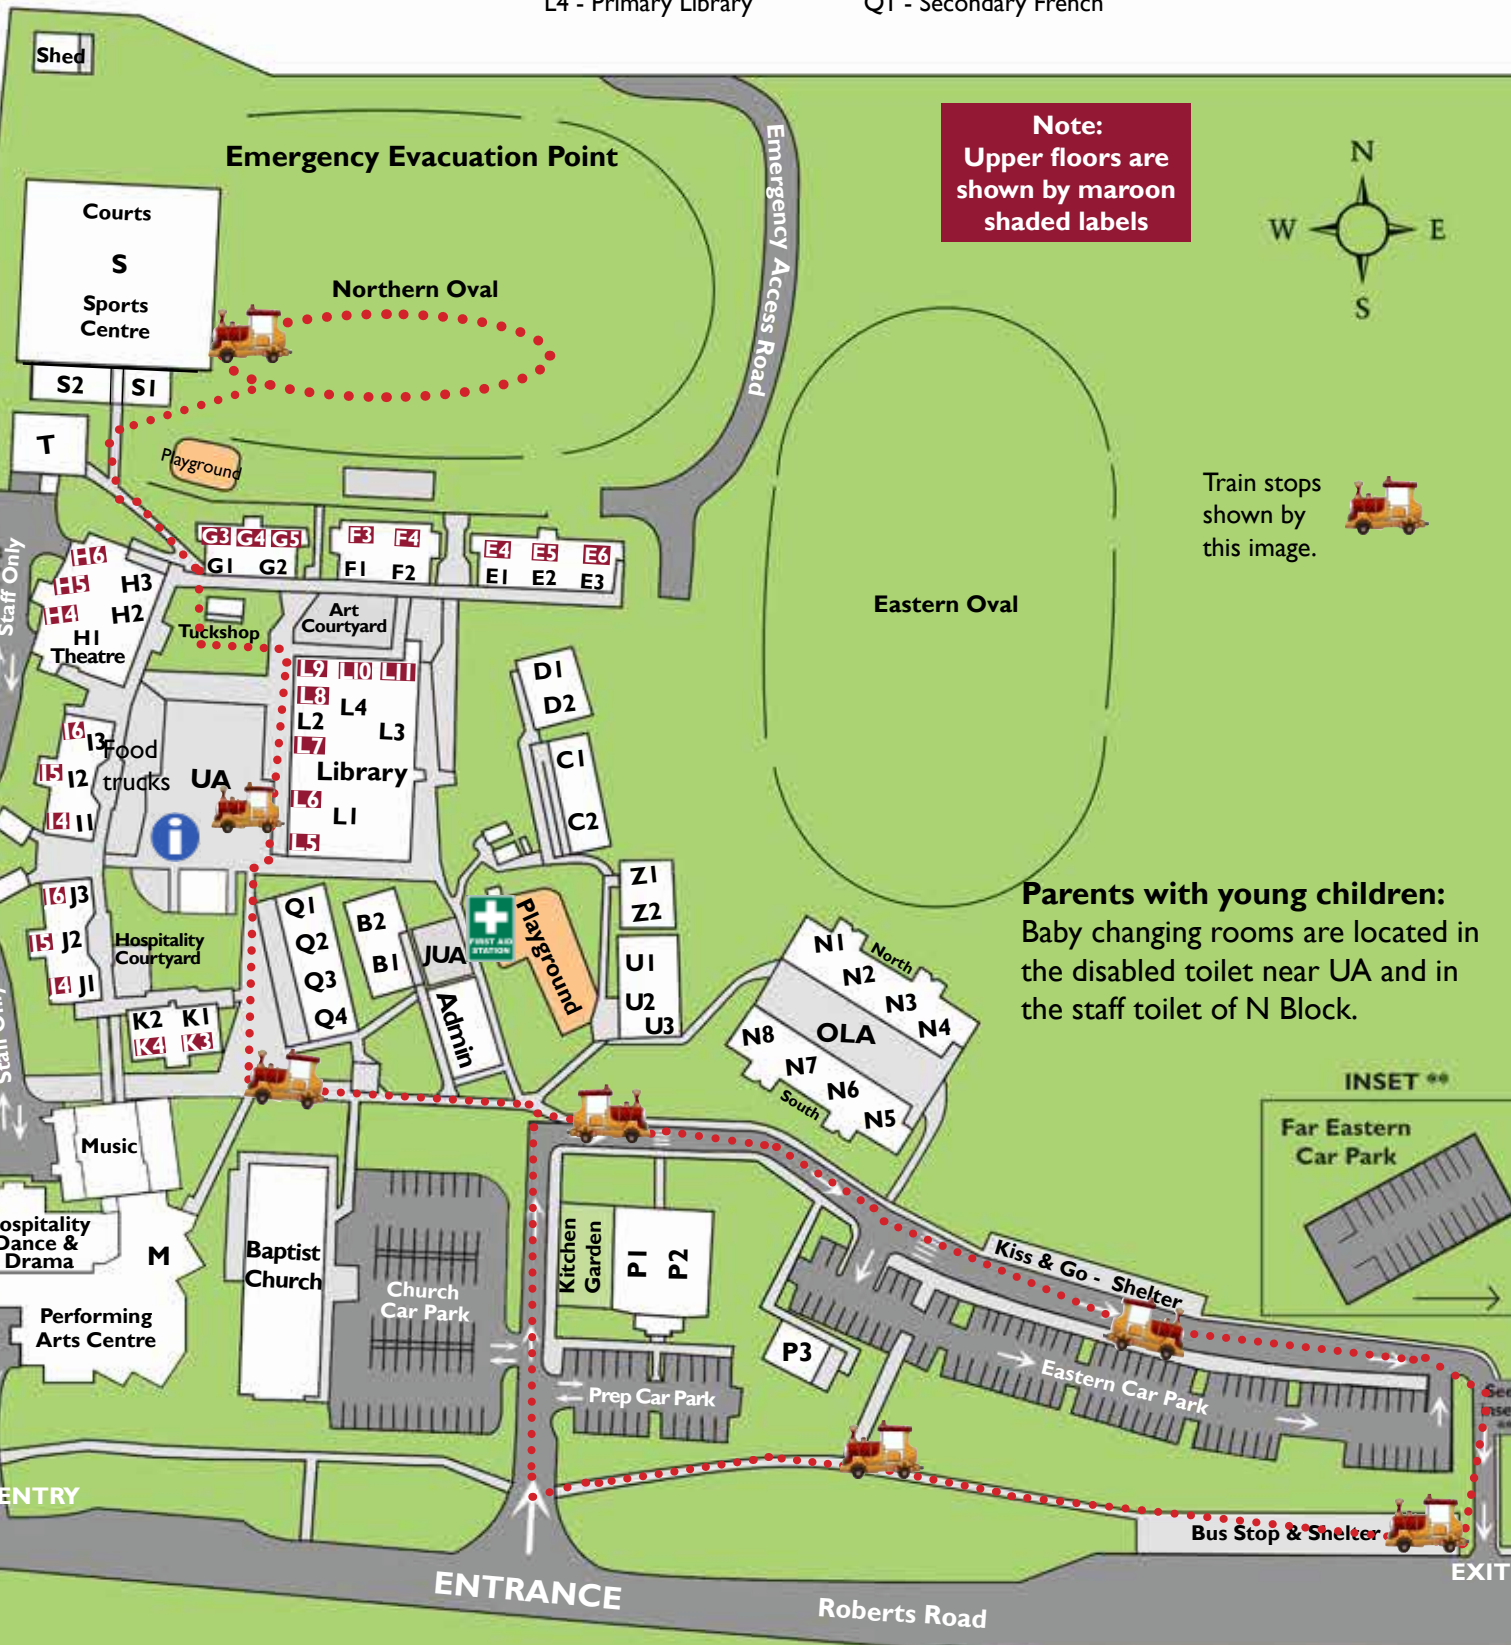 L4 - Primary Library
Q1 - Secondary French
Shed
Emergency Evacuation Point
Note:
Upper floors are
shown by maroon
shaded labels
N
W
E
S
Emergency Access Road
Courts
S
Sports
Centre
Northern Oval
S2
S1
T
Playground
Train stops
shown by
this image.
G3 G4 G5
G1 G2
F3 F4
F1 F2
E4 E5 E6
E1 E2 E3
Staff Only
H6
H5 H3
H4 H2
H1
Theatre
Tuckshop
Art
Courtyard
Eastern Oval
L9 L10 L11
L8
L4
L2
L3
L7
Library
L6
L1
L5
D1
D2
C1
C2
I6 I3
I5 I2
I4 I1
Food
trucks
UA
i
I6 J3
I5 J2
I4 J1
Hospitality
Courtyard
Q1
Q2
Q3
Q4
B2
B1
JUA
FIRST AID
STATION
Playground
Admin
Z1
Z2
U1
U2
U3
N1
North
N2
N3
N4
OLA
N8
N7
N6
N5
South
Parents with young children:
Baby changing rooms are located in
the disabled toilet near UA and in
the staff toilet of N Block.
K2 K1
K4 K3
Staff Only
Music
ospitality
Dance &
Drama
M
Performing
Arts Centre
Baptist
Church
Church
Car Park
Kitchen
Garden
P1
P2
P3
Prep Car Park
Kiss & Go - Shelter
Eastern Car Park
INSET **
Far Eastern
Car Park
See
Inse
**
Bus Stop & Shelter
ENTRY
EXIT
ENTRANCE
Roberts Road